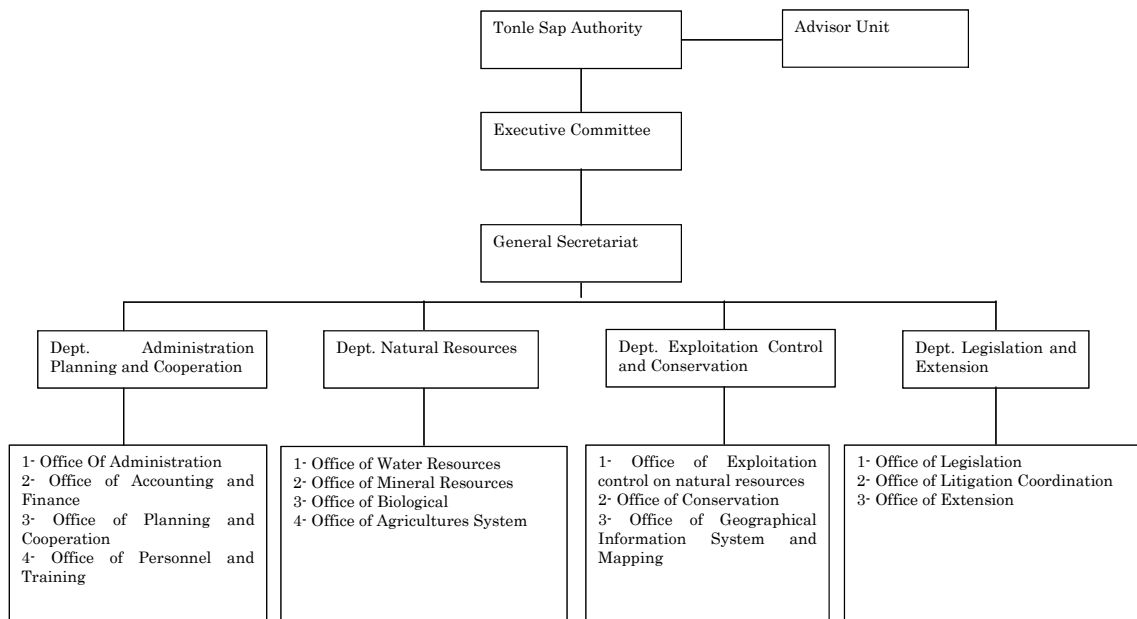 Tonle Sap Authority
Advisor Unit
Executive Committee
General Secretariat
Dept. Administration
Planning and Cooperation
Dept. Natural Resources
Dept. Exploitation Control
and Conservation
Dept. Legislation and
Extension
1- Office Of Administration
2- Office of Accounting and
Finance
3- Office of Planning and
Cooperation
4- Office of Personnel and
Training
1- Office of Water Resources
2- Office of Mineral Resources
3- Office of Biological
4- Office of Agricultures System
1- Office of Exploitation
control on natural resources
2- Office of Conservation
3- Office of Geographical
Information System and
Mapping
1- Office of Legislation
2- Office of Litigation Coordination
3- Office of Extension